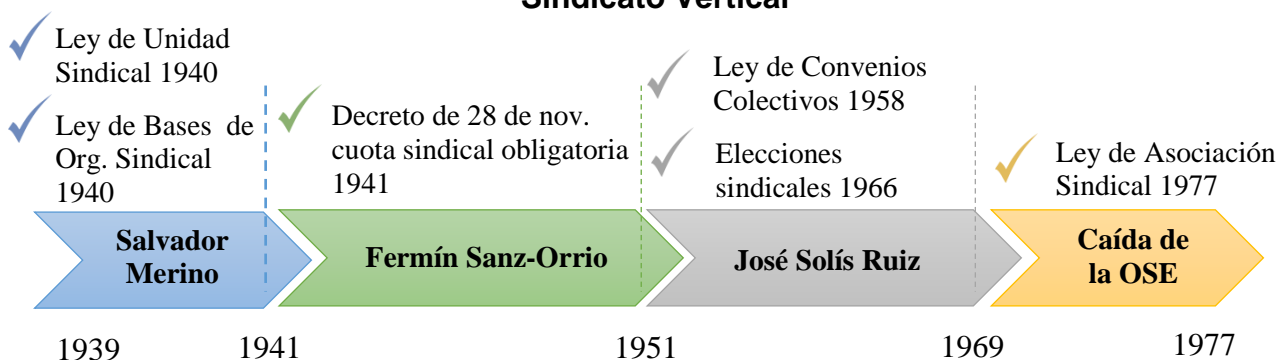 Sindicato Vertical
Ley de Unidad
Sindical 1940
Ley de Bases de
Org. Sindical
1940
Decreto de 28 de nov.
cuota sindical obligatoria
1941
Ley de Convenios
Colectivos 1958
Elecciones
sindicales 1966
Ley de Asociación
Sindical 1977
Salvador
Merino
Fermín Sanz-Orrio
José Solís Ruiz
Caída de
la OSE
1939
1941
1951
1969
1977